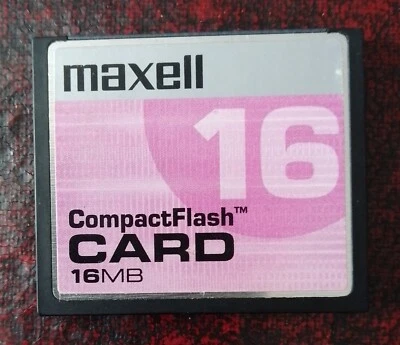 maxell
16
CompactFlash™
CARD
16MB